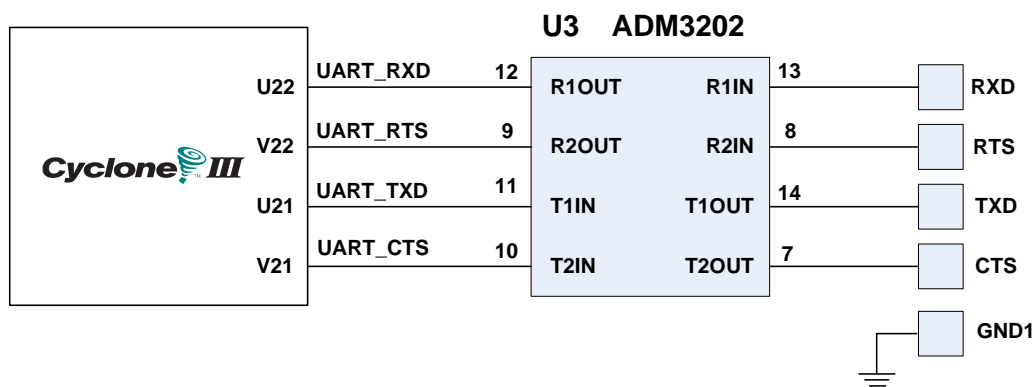 U3 ADM3202
UART_RXD 12 13
U22 R1OUT R1IN RXD
UART_RTS 9 8
V22 R2OUT R2IN RTS
Cyclone III
TM
UART_TXD 11 14
U21 T1IN T1OUT TXD
UART_CTS 10 7
V21 T2IN T2OUT CTS
GND1